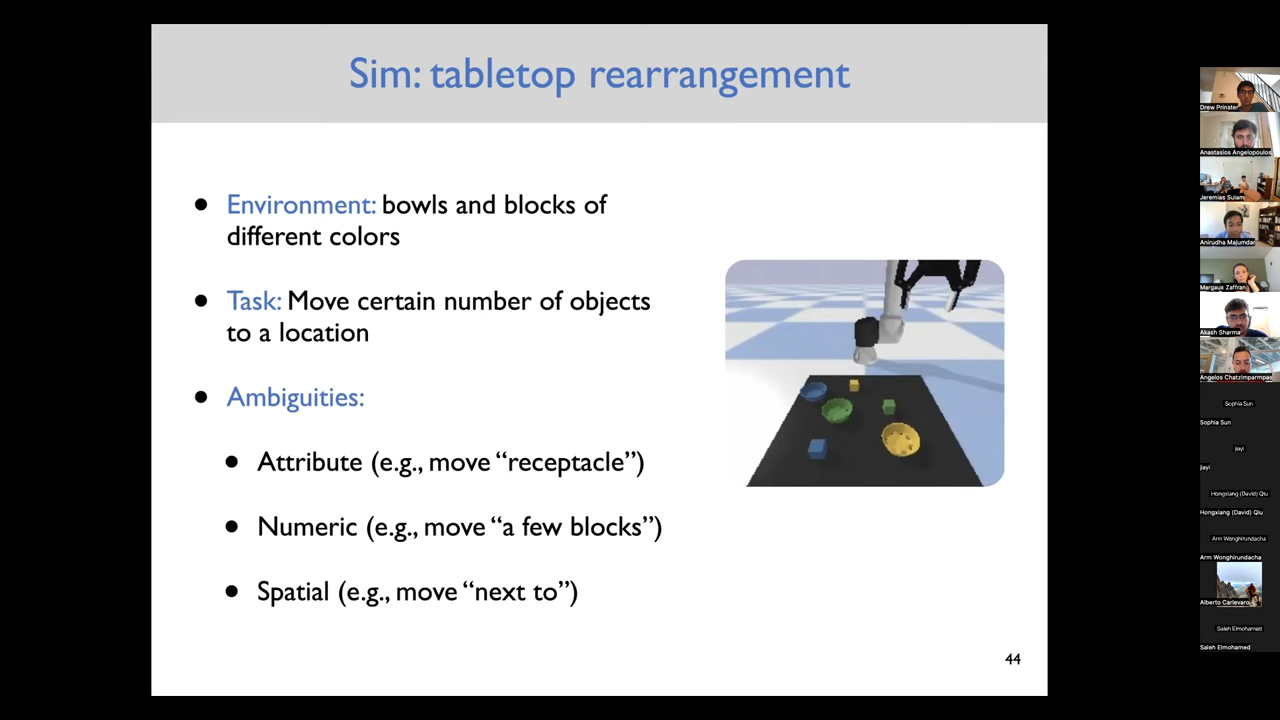 Sim: tabletop rearrangement
• Environment: bowls and blocks of
different colors
• Task: Move certain number of objects
to a location
• Ambiguities:
• Attribute (e.g., move “receptacle”)
• Numeric (e.g., move “a few blocks”)
• Spatial (e.g., move “next to”)
44
Drew Prinster
Anastasios Angelopoulos
Jeremias Sulam
Anirudha Majumdar
Margaux Zaffran
Akash Sharma
Angelos Chatzimparmpas
Sophia Sun
Sophia Sun
Jiayi
Jiayi
Hongxiang (David) Qiu
Hongxiang (David) Qiu
Arm Wonghirundacha
Arm Wonghirundacha
Alberto Carlevaro
Saleh Elmohamed
Saleh Elmohamed